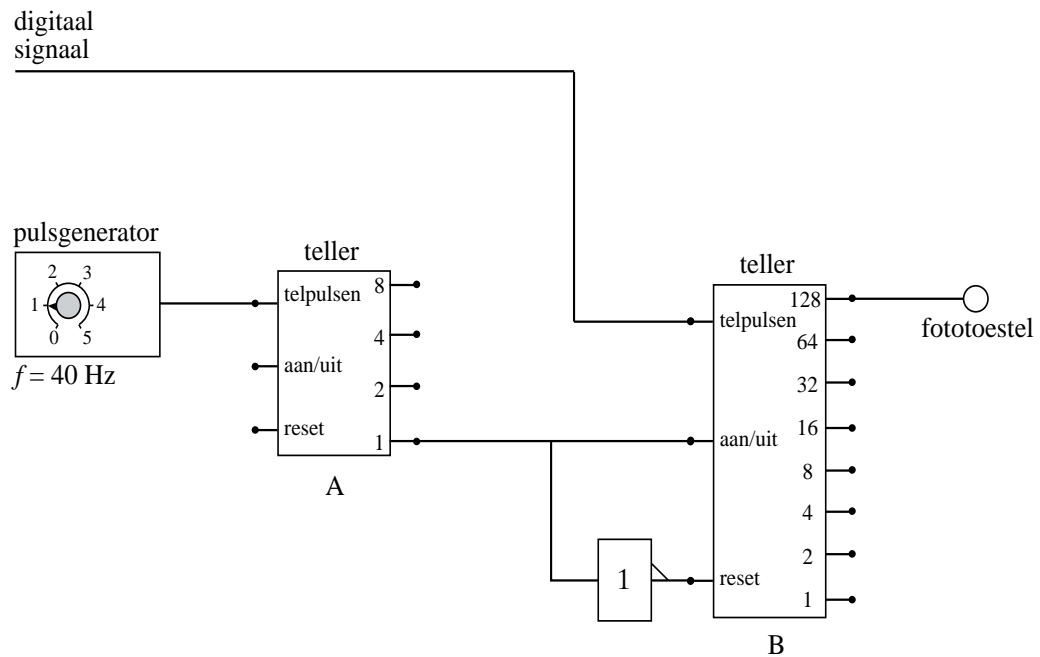 digitaal
signaal
pulsgenerator
2 3
1 4
0 5
f = 40 Hz
teller
telpulsen
aan/uit
reset
8
4
2
1
A
1
teller
telpulsen
aan/uit
reset
128
64
32
16
8
4
2
1
B
fototoestel